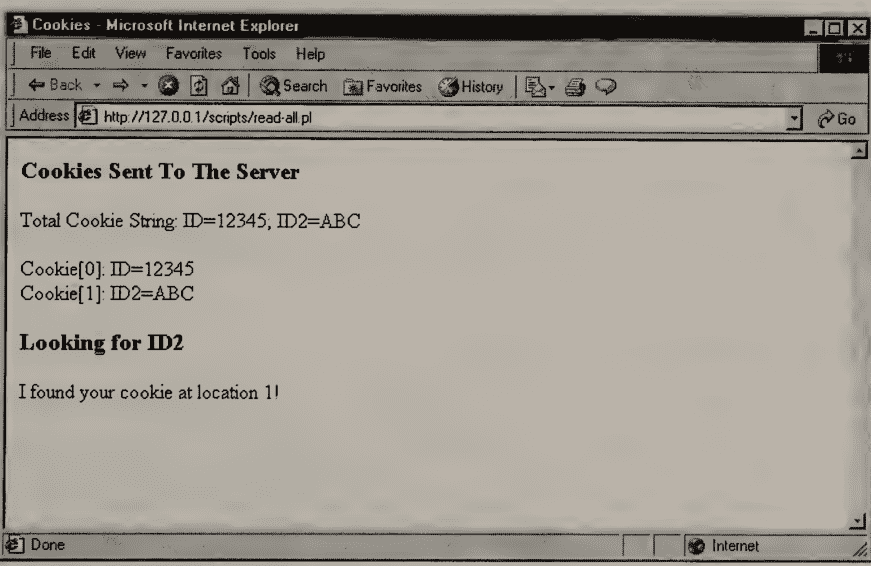 Cookies - Microsoft Internet Explorer
File Edit View Favorites Tools Help
Back Search Favorites History
Address http://127.0.0.1/scripts/read-all.pl Go
Cookies Sent To The Server
Total Cookie String: ID=12345; ID2=ABC
Cookie[0]: ID=12345
Cookie[1]: ID2=ABC
Looking for ID2
I found your cookie at location 1!
Done Internet